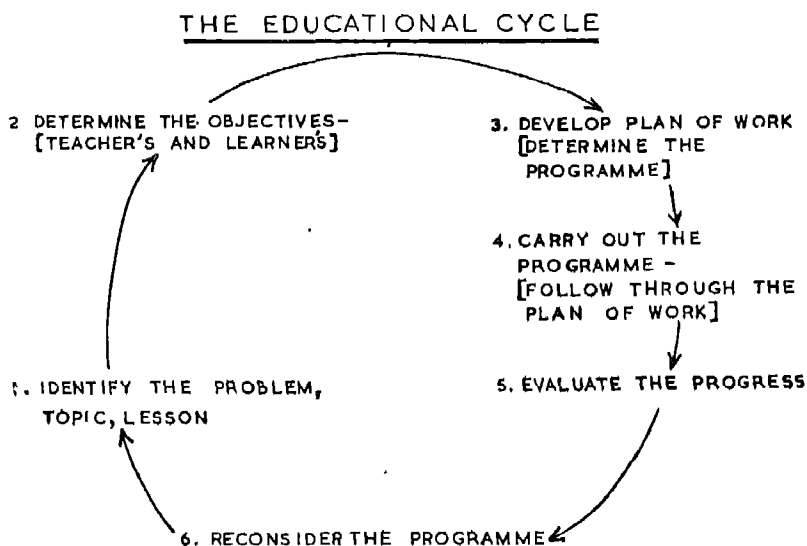 THE EDUCATIONAL CYCLE
2 DETERMINE THE OBJECTIVES-
[TEACHER'S AND LEARNER'S]
3. DEVELOP PLAN OF WORK
[DETERMINE THE
PROGRAMME]
4. CARRY OUT THE
PROGRAMME -
[FOLLOW THROUGH THE
PLAN OF WORK]
5. EVALUATE THE PROGRESS
6. RECONSIDER THE PROGRAMME
1. IDENTIFY THE PROBLEM,
TOPIC, LESSON